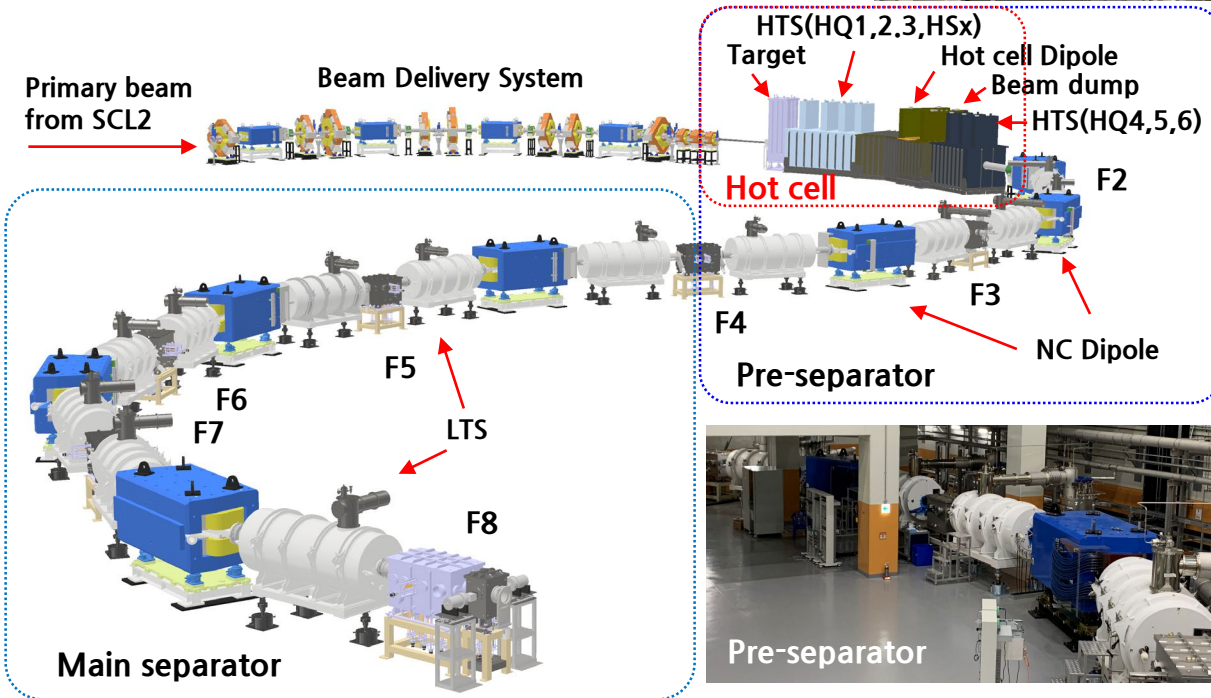 HTS(HQ1,2.3,HSx)
Target
Hot cell Dipole
Beam dump
HTS(HQ4,5,6)
Beam Delivery System
Primary beam
from SCL2
Hot cell
F2
F3
F4
NC Dipole
Pre-separator
F5
F6
F7
LTS
F8
Main separator
Pre-separator